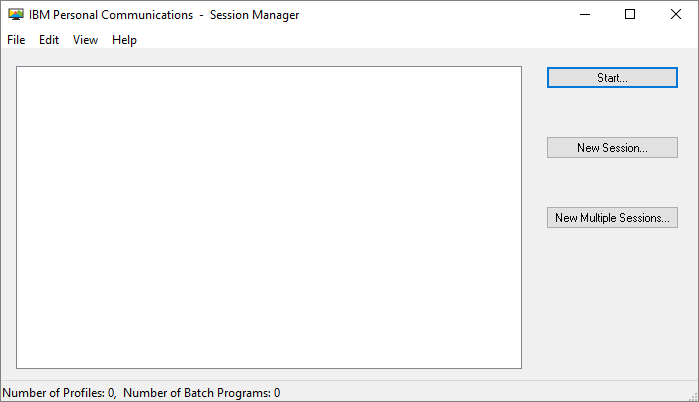 IBM Personal Communications - Session Manager
File Edit View Help
Start...
New Session...
New Multiple Sessions...
Number of Profiles: 0, Number of Batch Programs: 0